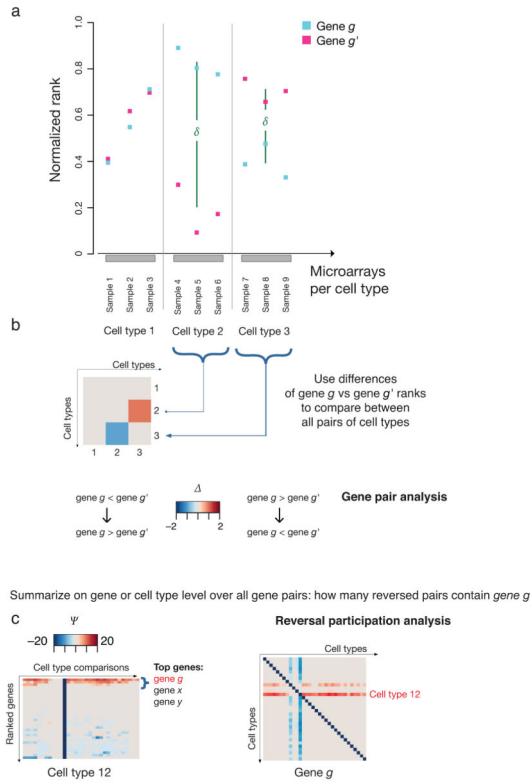 a
Gene g
Gene g'
Normalized rank
1.0
0.8
0.6
0.4
0.2
0
δ
δ
Sample 1
Sample 2
Sample 3
Sample 4
Sample 5
Sample 6
Sample 7
Sample 8
Sample 9
Microarrays
per cell type
Cell type 1
Cell type 2
Cell type 3
b
Cell types
Cell types
1
2
3
1 2 3
Use differences
of gene g vs gene g' ranks
to compare between
all pairs of cell types
gene g < gene g'
gene g > gene g'
Δ
−2 2
gene g > gene g'
gene g < gene g'
Gene pair analysis
Summarize on gene or cell type level over all gene pairs: how many reversed pairs contain gene g
c
Ψ
−20 20
Cell type comparisons
Ranked genes
Top genes:
gene g
gene x
gene y
Cell type 12
Reversal participation analysis
Cell types
Cell types
Cell type 12
Gene g